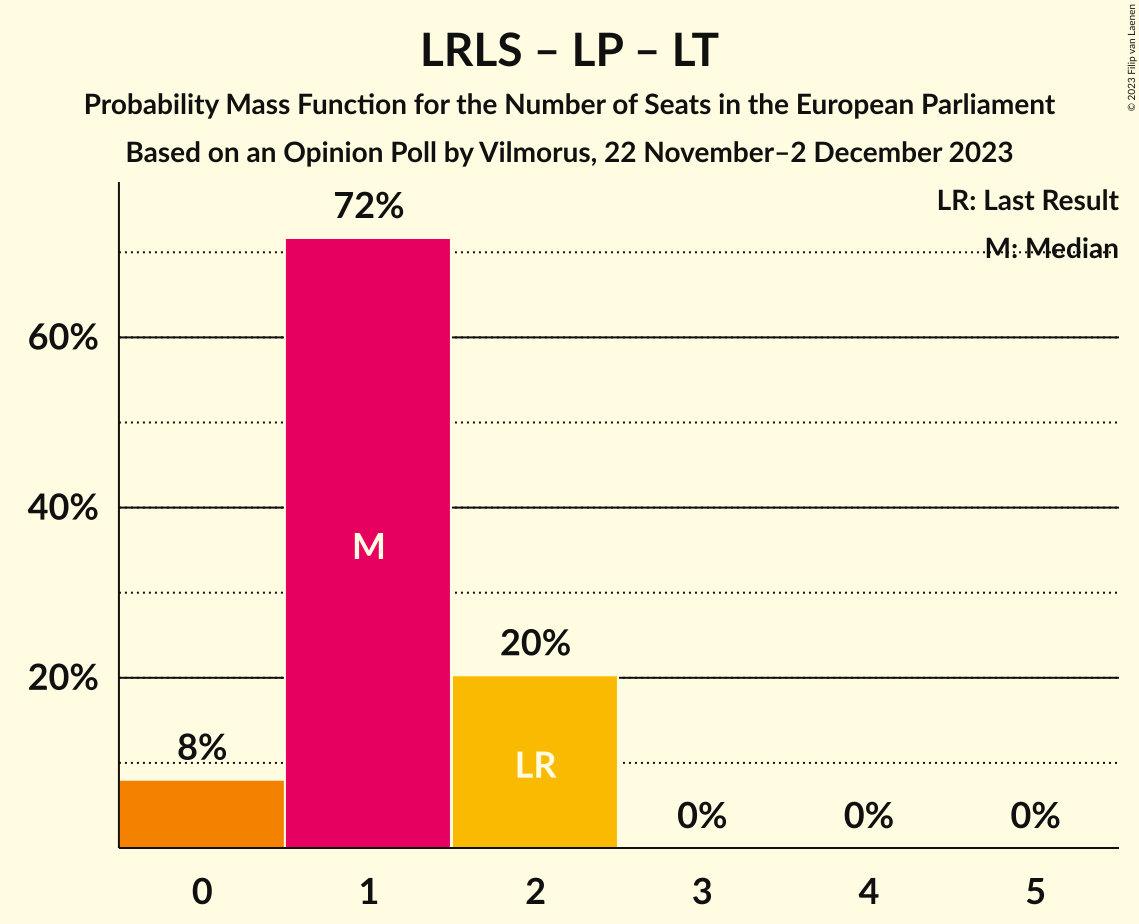 LRLS – LP – LT
Probability Mass Function for the Number of Seats in the European Parliament
Based on an Opinion Poll by Vilmorus, 22 November–2 December 2023
© 2023 Filip van Laenen
LR: Last Result
M: Median
72%
60%
M
40%
20%
20%
8%
LR
0%
0%
0%
0
1
2
3
4
5